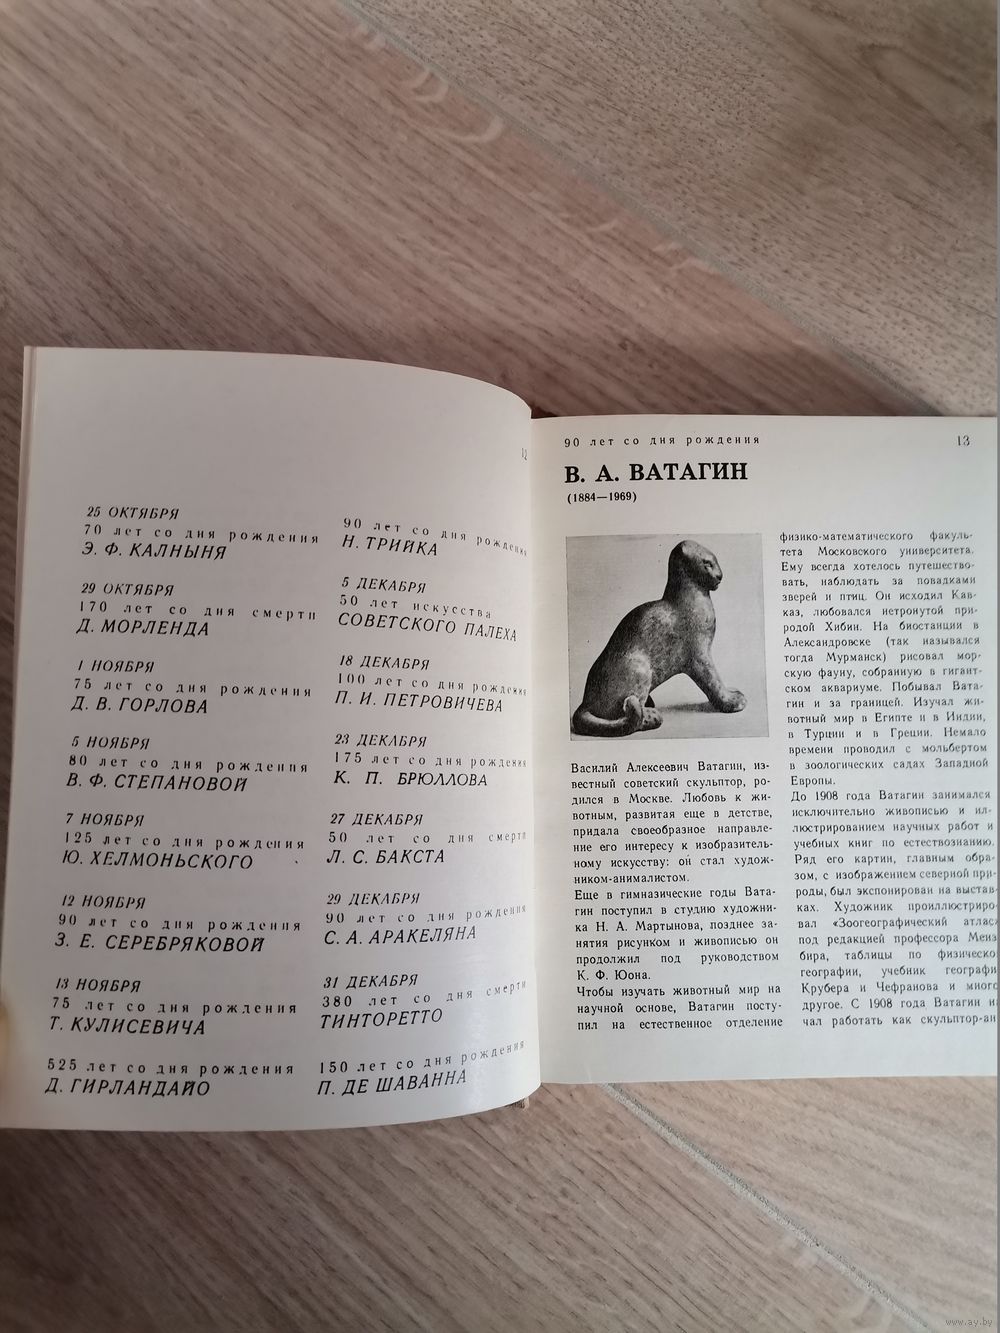 12
25 ОКТЯБРЯ
70 лет со дня рождения
Э. Ф. КАЛНЫНЯ
29 ОКТЯБРЯ
170 лет со дня смерти
Д. МОРЛЕНДА
1 НОЯБРЯ
75 лет со дня рождения
Д. В. ГОРЛОВА
5 НОЯБРЯ
80 лет со дня рождения
В. Ф. СТЕПАНОВОЙ
7 НОЯБРЯ
125 лет со дня рождения
Ю. ХЕЛМОНЬСКОГО
12 НОЯБРЯ
90 лет со дня рождения
З. Е. СЕРЕБРЯКОВОЙ
13 НОЯБРЯ
75 лет со дня рождения
Т. КУЛИСЕВИЧА
525 лет со дня рождения
Д. ГИРЛАНДАЙО
90 лет со дня рождения
Н. ТРИЙКА
5 ДЕКАБРЯ
50 лет искусства
СОВЕТСКОГО ПАЛЕХА
18 ДЕКАБРЯ
100 лет со дня рождения
П. И. ПЕТРОВИЧЕВА
23 ДЕКАБРЯ
175 лет со дня рождения
К. П. БРЮЛЛОВА
27 ДЕКАБРЯ
50 лет со дня смерти
Л. С. БАКСТА
29 ДЕКАБРЯ
90 лет со дня рождения
С. А. АРАКЕЛЯНА
31 ДЕКАБРЯ
380 лет со дня смерти
ТИНТОРЕТТО
150 лет со дня рождения
П. ДЕ ШАВАННА
90 лет со дня рождения
13
В. А. ВАТАГИН
(1884—1969)
Василий Алексеевич Ватагин, из-
вестный советский скульптор, ро-
дился в Москве. Любовь к жи-
вотным, развитая еще в детстве,
придала своеобразное направле-
ние его интересу к изобразитель-
ному искусству: он стал худож-
ником-анималистом.
Еще в гимназические годы Вата-
гин поступил в студию художни-
ка Н. А. Мартынова, позднее за-
нятия рисунком и живописью он
продолжил под руководством
К. Ф. Юона.
Чтобы изучать животный мир на
научной основе, Ватагин посту-
пил на естественное отделение
физико-математического факуль-
тета Московского университета.
Ему всегда хотелось путешество-
вать, наблюдать за повадками
зверей и птиц. Он исходил Кав-
каз, любовался нетронутой при-
родой Хибин. На биостанции в
Александровске (так назывался
тогда Мурманск) рисовал мор-
скую фауну, собранную в гигант-
ском аквариуме. Побывал Вата-
гин и за границей. Изучал жи-
вотный мир в Египте и в Индии,
в Турции и в Греции. Немало
времени проводил с мольбертом
в зоологических садах Западной
Европы.
До 1908 года Ватагин занимался
исключительно живописью и ил-
люстрированием научных работ и
учебных книг по естествознанию.
Ряд его картин, главным обра-
зом, с изображением северной при-
роды, был экспонирован на выстав-
ках. Художник проиллюстриро-
вал «Зоогеографический атлас»
под редакцией профессора Менз-
бира, таблицы по физической
географии, учебник географии
Крубера и Чефранова и много
другое. С 1908 года Ватагин на-
чал работать как скульптор-ан
www.ay.by